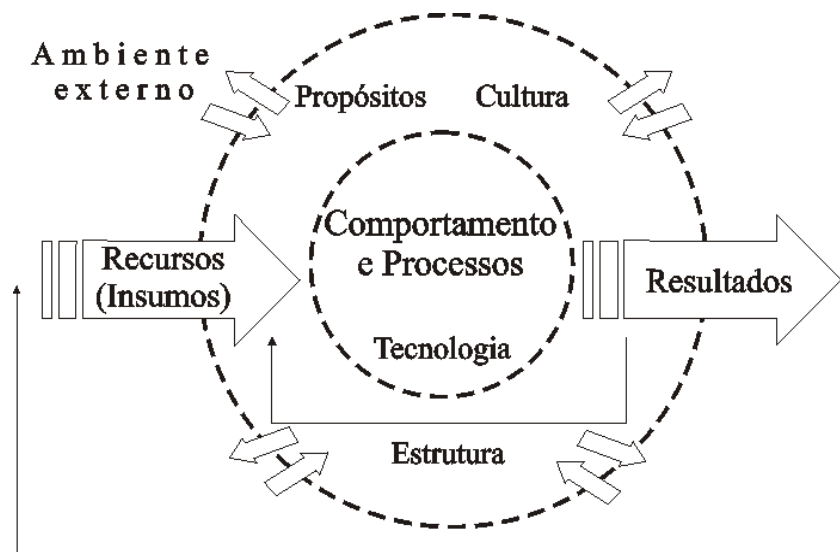 Ambiente
externo
Propósitos Cultura
Comportamento
e Processos
Recursos
(Insumos)
Resultados
Tecnologia
Estrutura